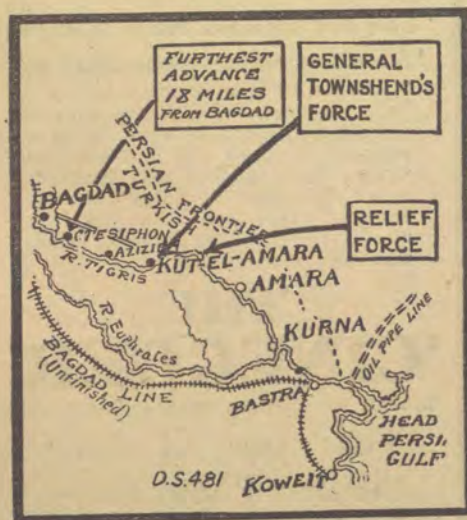 FURTHEST
ADVANCE
18 MILES
FROM BAGDAD
GENERAL
TOWNSHEND'S
FORCE
PERSIAN FRONTIER
TURKISH
BAGDAD
CTESIPHON
AZIZI
R. TIGRIS
KUT-EL-AMARA
RELIEF
FORCE
AMARA
KURNA
OIL PIPE LINE
R. Euphrates
BAGDAD LINE
(Unfinished)
BASTRA
HEAD
PERSI.
GULF
D.S.481
KOWEIT